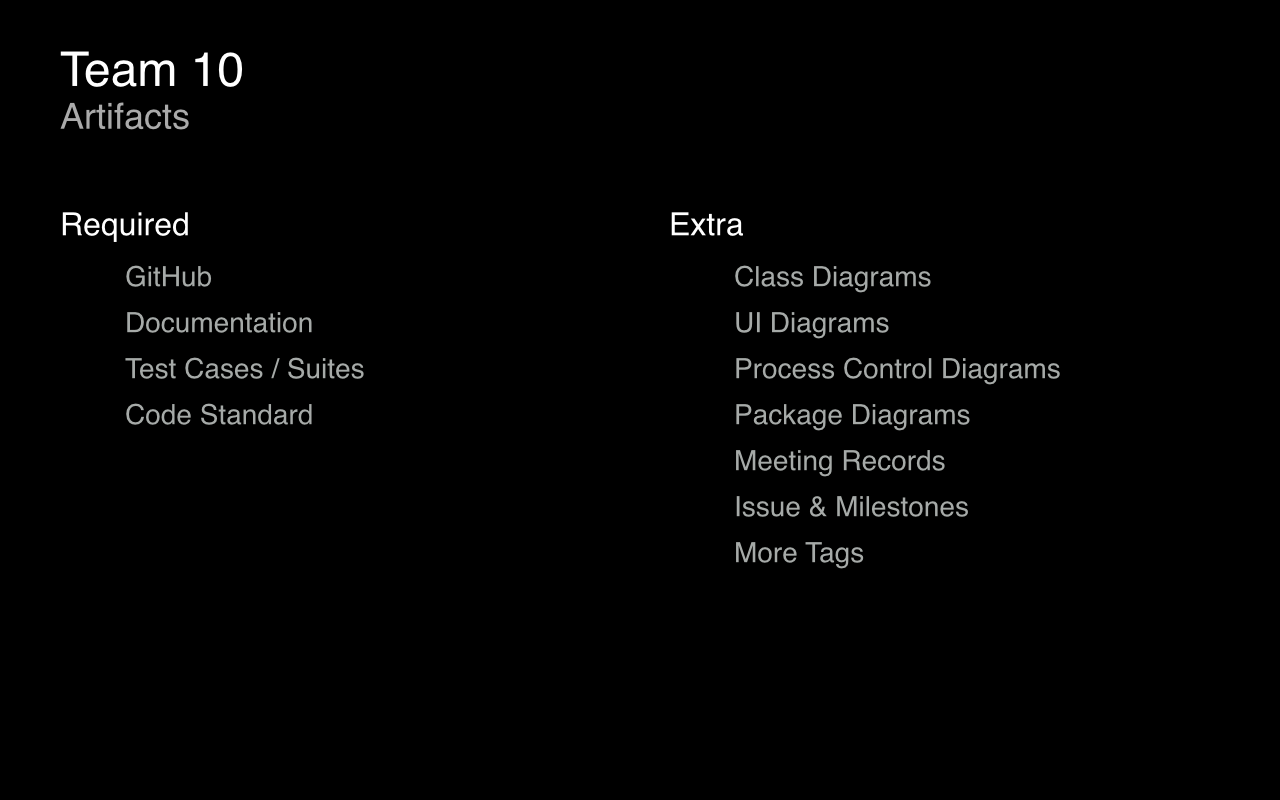 Team 10
Artifacts
Required
GitHub
Documentation
Test Cases / Suites
Code Standard
Extra
Class Diagrams
UI Diagrams
Process Control Diagrams
Package Diagrams
Meeting Records
Issue & Milestones
More Tags